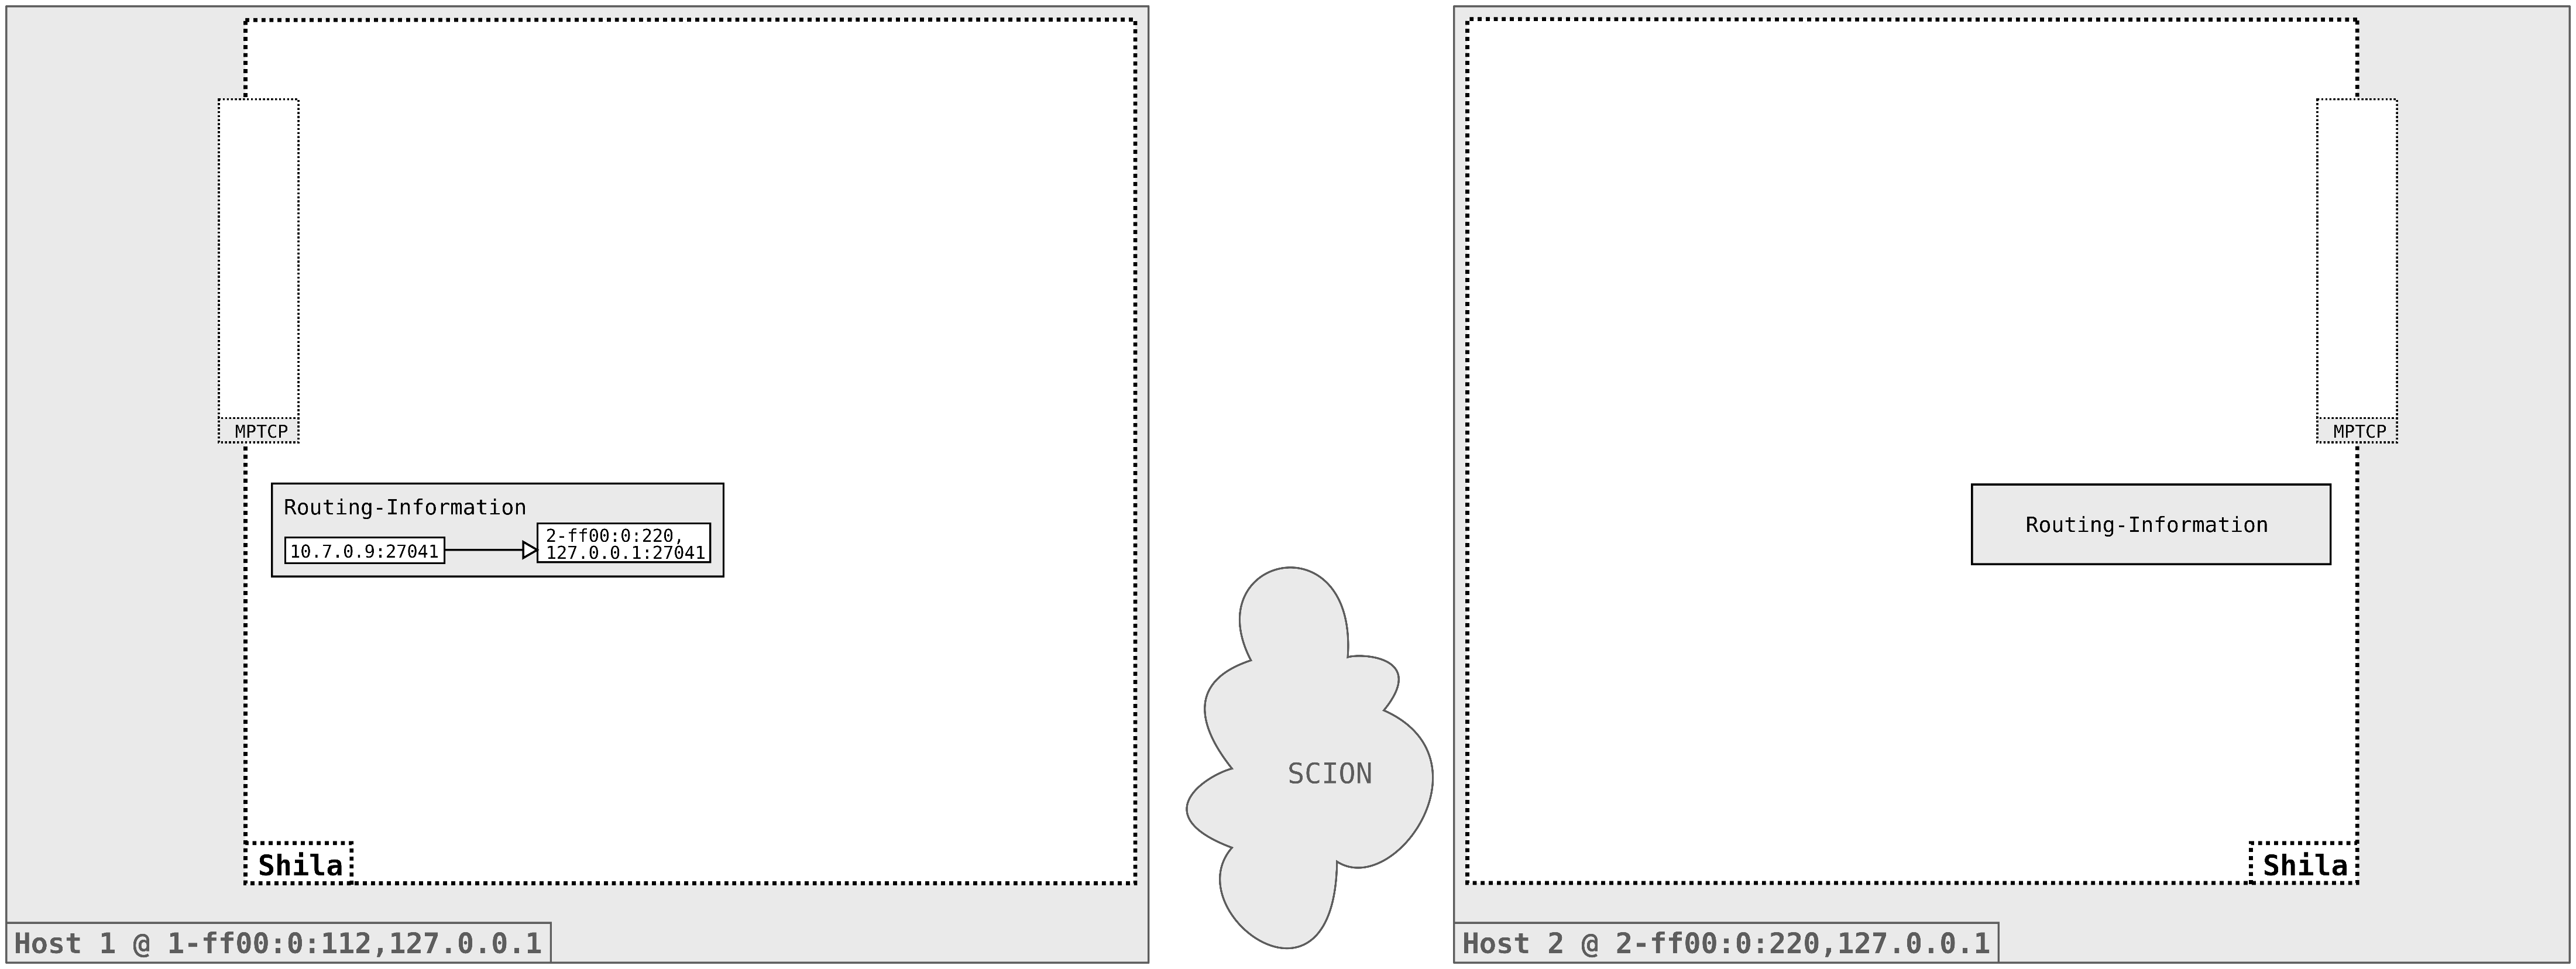 MPTCP
Routing-Information
10.7.0.9:27041
2-ff00:0:220,
127.0.0.1:27041
Shila
Host 1 @ 1-ff00:0:112,127.0.0.1
SCION
MPTCP
Routing-Information
Shila
Host 2 @ 2-ff00:0:220,127.0.0.1